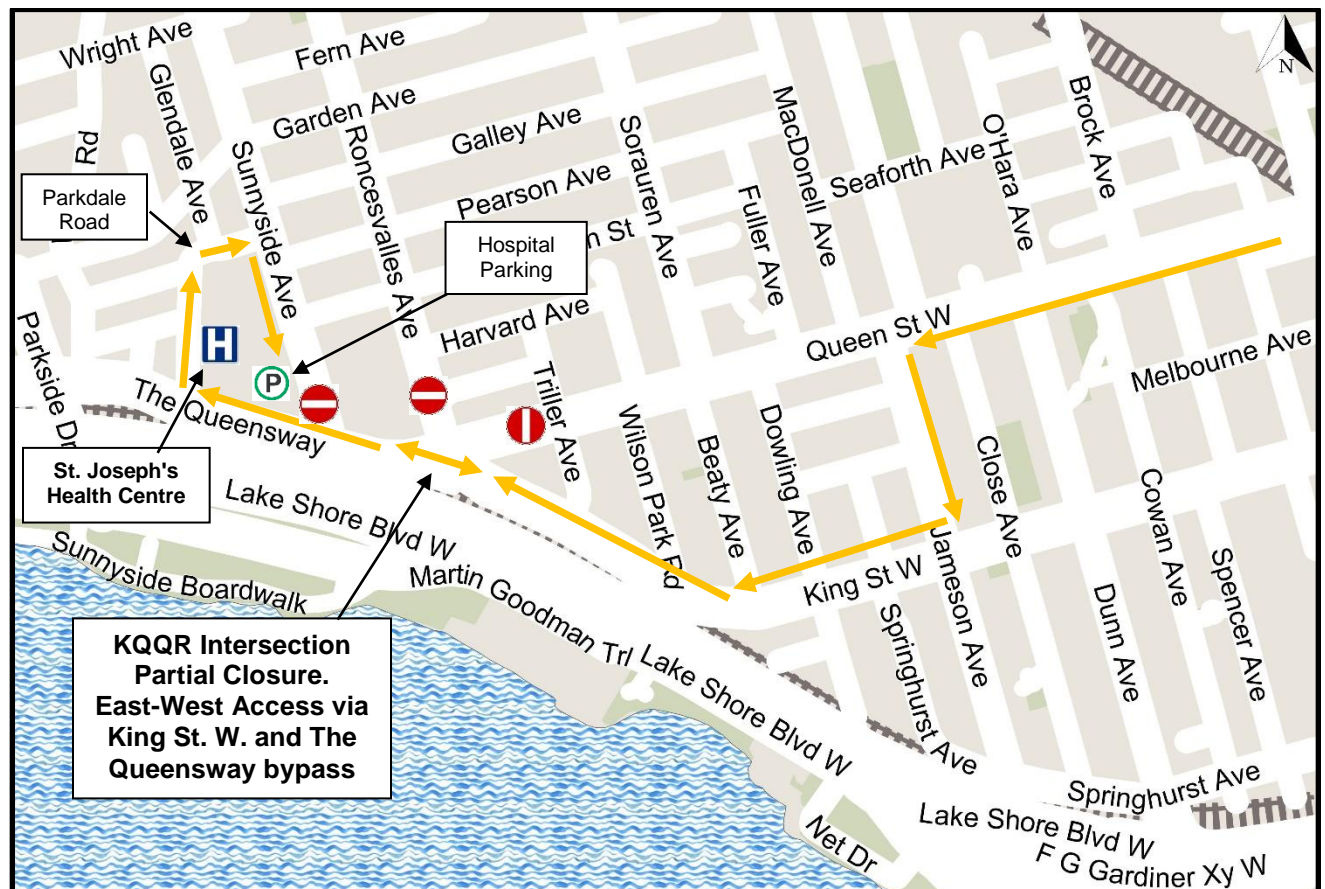 Wright Ave
Fern Ave
Glendale Ave
Garden Ave
Rd
Roncesvalles Ave
Galley Ave
Sunnyside Ave
Sorauren Ave
MacDonell Ave
O'Hara Ave
Brock Ave
N
Seaforth Ave
Pearson Ave
Fuller Ave
Parkdale
Road
Hospital
Parking
n St
Harvard Ave
Queen St W
Melbourne Ave
Parkside Dr
H
P
The Queensway
Triller Ave
Wilson Park Rd
Beaty Ave
Dowling Ave
Close Ave
Cowan Ave
Spencer Ave
St. Joseph's
Health Centre
Lake Shore Blvd W
Sunnyside Boardwalk
Martin Goodman Trl
King St W
Jameson Ave
Springhurst Ave
Dunn Ave
KQQR Intersection
Partial Closure.
East-West Access via
King St. W. and The
Queensway bypass
Lake Shore Blvd W
Springhurst Ave
Net Dr
Lake Shore Blvd W
F G Gardiner Xy W